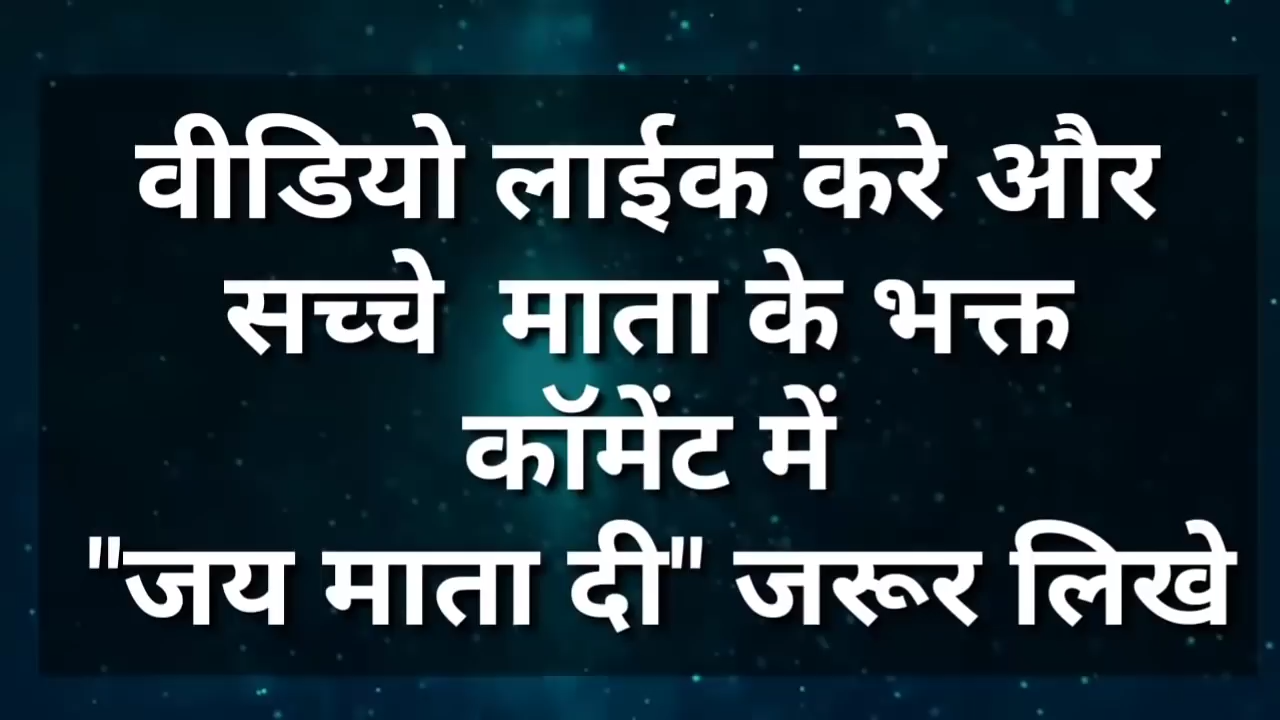 वीडियो लाईक करे और
सच्चे माता के भक्त
कॉमेंट में
"जय माता दी" जरूर लिखे